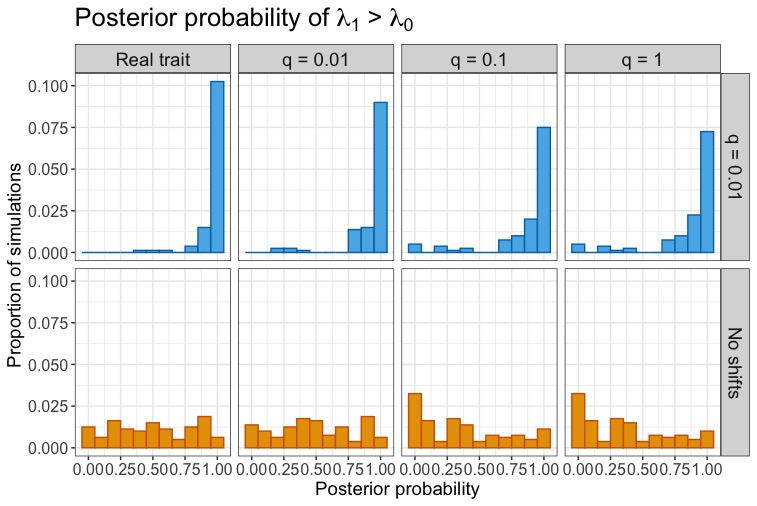 Posterior probability of λ₁ > λ₀
Real trait
q = 0.01
q = 0.1
q = 1
0.100
0.075
0.050
0.025
0.000
q = 0.01
0.100
0.075
0.050
0.025
0.000
No shifts
Proportion of simulations
0.00 0.25 0.50 0.75 1.00
0.00 0.25 0.50 0.75 1.00
0.00 0.25 0.50 0.75 1.00
0.00 0.25 0.50 0.75 1.00
Posterior probability